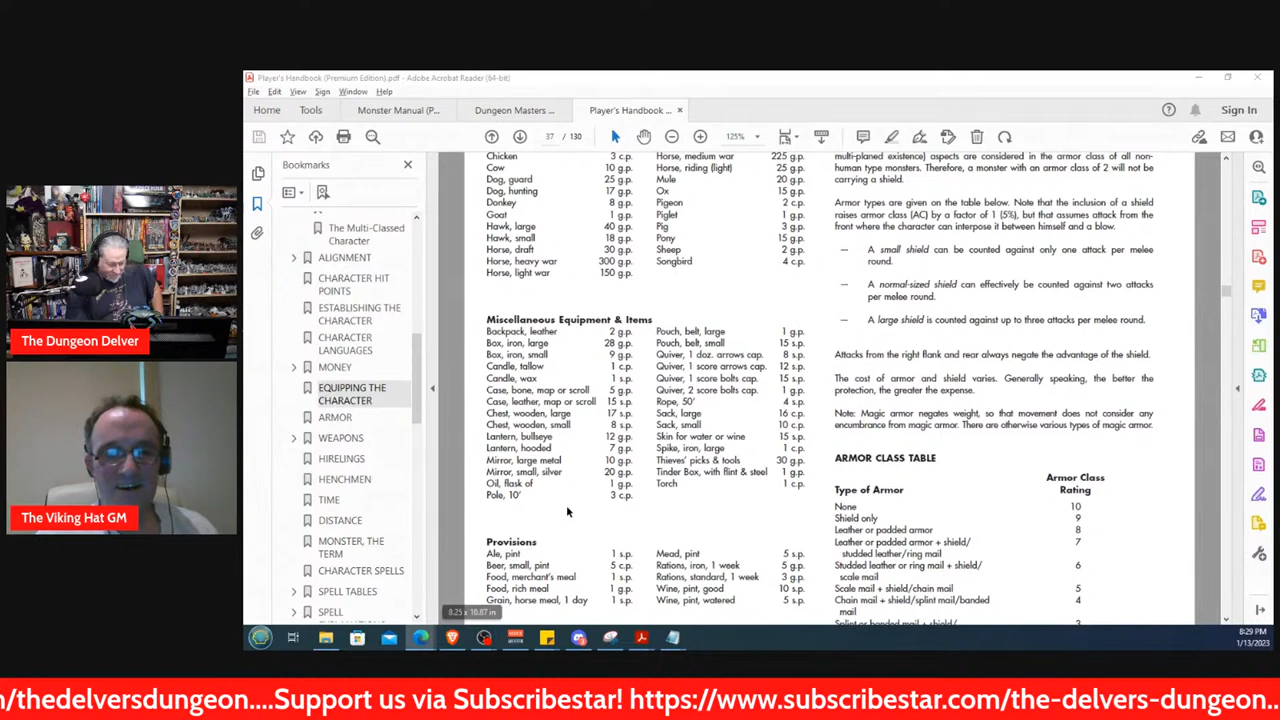 Player's Handbook (Premium Edition).pdf - Adobe Acrobat Reader (64-bit)
File Edit View Sign Window Help
Home Tools Monster Manual (P... Dungeon Masters ... Player's Handbook ... × Sign In
37 / 130 125%
Bookmarks
The Multi-Classed
Character
ALIGNMENT
CHARACTER HIT
POINTS
ESTABLISHING THE
CHARACTER
CHARACTER
LANGUAGES
MONEY
EQUIPPING THE
CHARACTER
ARMOR
WEAPONS
HIRELINGS
HENCHMEN
TIME
DISTANCE
MONSTER, THE
TERM
CHARACTER SPELLS
SPELL TABLES
SPELL
Chicken 3 c.p. Horse, medium war 225 g.p.
Cow 10 g.p. Horse, riding (light) 25 g.p.
Dog, guard 25 g.p. Mule 20 g.p.
Dog, hunting 17 g.p. Ox 15 g.p.
Donkey 8 g.p. Pigeon 2 c.p.
Goat 1 g.p. Piglet 1 g.p.
Hawk, large 40 g.p. Pig 3 g.p.
Hawk, small 18 g.p. Pony 15 g.p.
Horse, draft 30 g.p. Sheep 2 g.p.
Horse, heavy war 300 g.p. Songbird 4 c.p.
Horse, light war 150 g.p.
Miscellaneous Equipment & Items
Backpack, leather 2 g.p. Pouch, belt, large 1 g.p.
Box, iron, large 28 g.p. Pouch, belt, small 15 s.p.
Box, iron, small 9 g.p. Quiver, 1 doz. arrows cap. 8 s.p.
Candle, tallow 1 c.p. Quiver, 1 score arrows cap. 12 s.p.
Candle, wax 1 s.p. Quiver, 1 score bolts cap. 15 s.p.
Case, bone, map or scroll 5 g.p. Quiver, 2 score bolts cap. 1 g.p.
Case, leather, map or scroll 15 s.p. Rope, 50' 4 s.p.
Chest, wooden, large 17 s.p. Sack, large 16 c.p.
Chest, wooden, small 8 s.p. Sack, small 10 c.p.
Lantern, bullseye 12 g.p. Skin for water or wine 15 s.p.
Lantern, hooded 7 g.p. Spike, iron, large 1 c.p.
Mirror, large metal 10 g.p. Thieves' picks & tools 30 g.p.
Mirror, small, silver 20 g.p. Tinder Box, with flint & steel 1 g.p.
Oil, flask of 1 g.p. Torch 1 c.p.
Pole, 10' 3 c.p.
Provisions
Ale, pint 1 s.p. Mead, pint 5 s.p.
Beer, small, pint 5 c.p. Rations, iron, 1 week 5 g.p.
Food, merchant's meal 1 s.p. Rations, standard, 1 week 3 g.p.
Food, rich meal 1 g.p. Wine, pint, good 10 s.p.
Grain, horse meal, 1 day 1 s.p. Wine, pint, watered 5 s.p.
8.25 x 10.87 in
multi-planed existence) aspects are considered in the armor class of all non-
human type monsters. Therefore, a monster with an armor class of 2 will not be
carrying a shield.
Armor types are given on the table below. Note that the inclusion of a shield
raises armor class (AC) by a factor of 1 (5%), but that assumes attack from the
front where the character can interpose it between himself and a blow.
— A small shield can be counted against only one attack per melee
round.
— A normal-sized shield can effectively be counted against two attacks
per melee round.
— A large shield is counted against up to three attacks per melee round.
Attacks from the right flank and rear always negate the advantage of the shield.
The cost of armor and shield varies. Generally speaking, the better the
protection, the greater the expense.
Note: Magic armor negates weight, so that movement does not consider any
encumbrance from magic armor. There are otherwise various types of magic armor.
ARMOR CLASS TABLE
Armor Class
Type of Armor Rating
None 10
Shield only 9
Leather or padded armor 8
Leather or padded armor + shield/ 7
studded leather/ring mail
Studded leather or ring mail + shield/ 6
scale mail
Scale mail + shield/chain mail 5
Chain mail + shield/splint mail/banded 4
mail
Splint or banded mail + shield/ 3
The Dungeon Delver
The Viking Hat GM
8:29 PM
1/13/2023
n/thedelversdungeon....Support us via Subscribestar! https://www.subscribestar.com/the-delvers-dungeon..